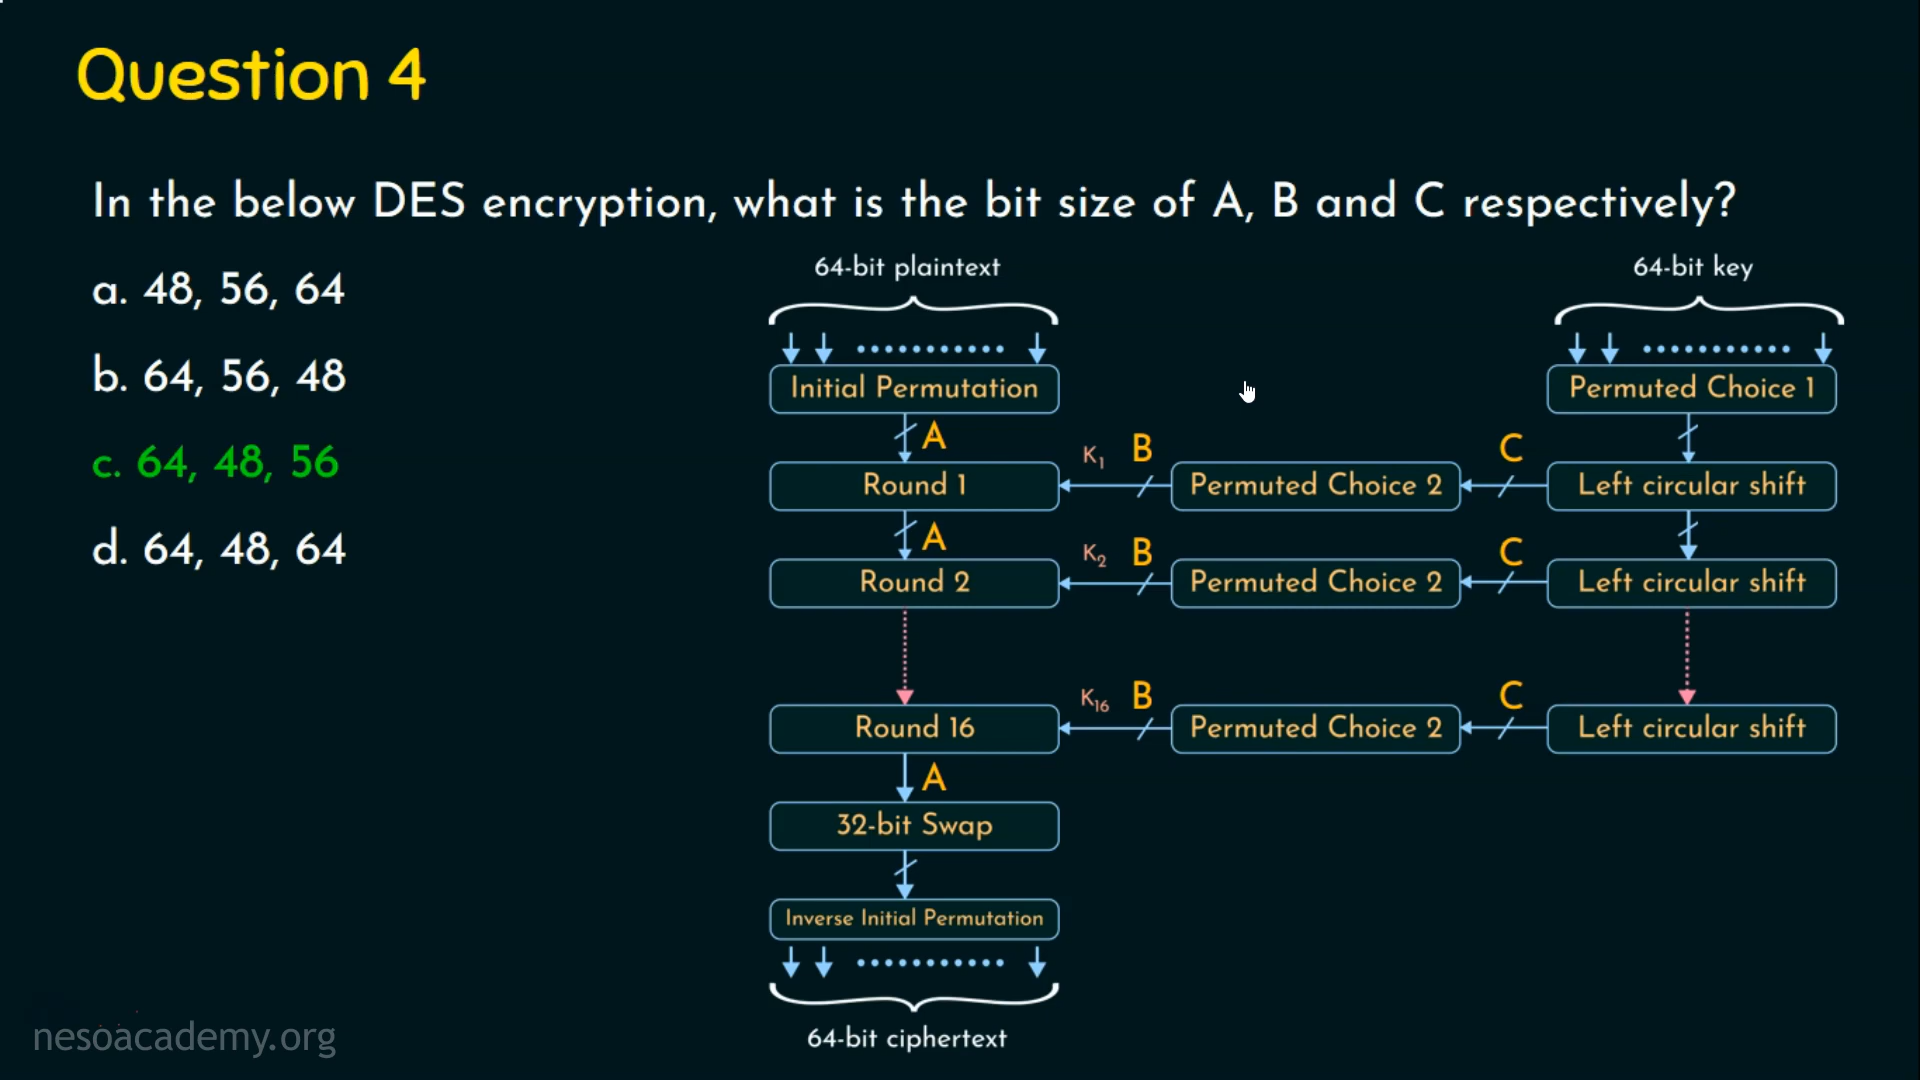 Question 4
In the below DES encryption, what is the bit size of A, B and C respectively?
a. 48, 56, 64
b. 64, 56, 48
c. 64, 48, 56
d. 64, 48, 64
64-bit plaintext
64-bit key
Initial Permutation
Permuted Choice 1
A
K1 B
C
Round 1
Permuted Choice 2
Left circular shift
A
K2 B
C
Round 2
Permuted Choice 2
Left circular shift
K16 B
C
Round 16
Permuted Choice 2
Left circular shift
A
32-bit Swap
Inverse Initial Permutation
64-bit ciphertext
nesoacademy.org